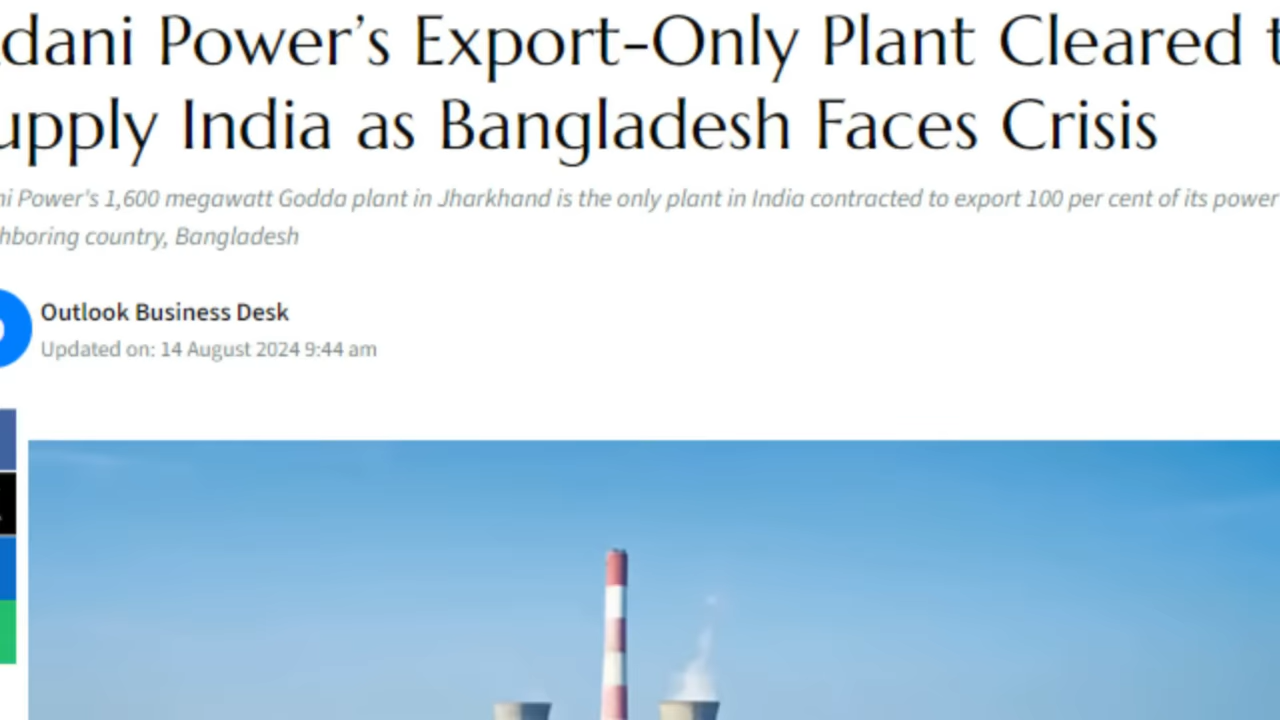 dani Power's Export-Only Plant Cleared t
upply India as Bangladesh Faces Crisis
ni Power's 1,600 megawatt Godda plant in Jharkhand is the only plant in India contracted to export 100 per cent of its power
hboring country, Bangladesh
Outlook Business Desk
Updated on: 14 August 2024 9:44 am